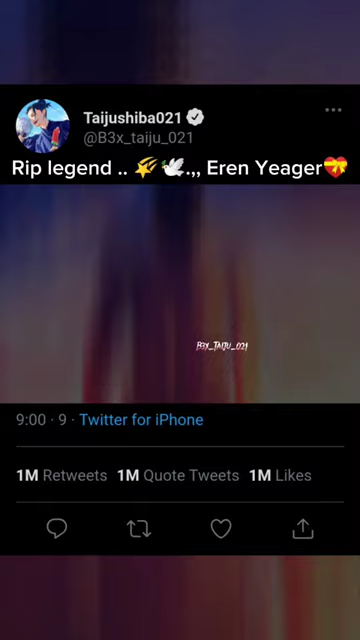 Taijushiba021
@B3x_taiju_021
Rip legend .. 🌠🕊.,, Eren Yeager💝
B3X_TAIJU_021
9:00 · 9 · Twitter for iPhone
1M Retweets 1M Quote Tweets 1M Likes